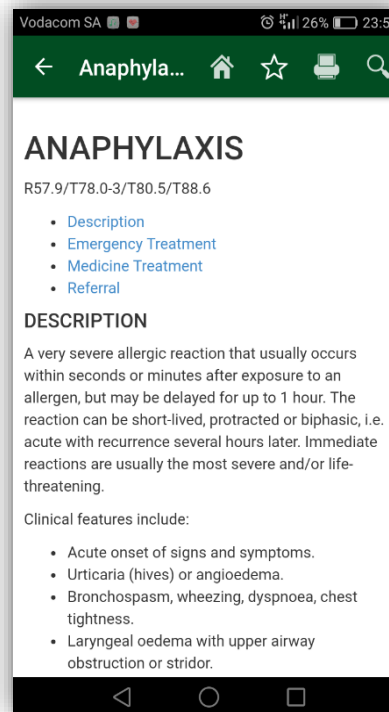 Vodacom SA 26% 23:5
Anaphyla...
ANAPHYLAXIS
R57.9/T78.0-3/T80.5/T88.6
• Description
• Emergency Treatment
• Medicine Treatment
• Referral
DESCRIPTION
A very severe allergic reaction that usually occurs
within seconds or minutes after exposure to an
allergen, but may be delayed for up to 1 hour. The
reaction can be short-lived, protracted or biphasic, i.e.
acute with recurrence several hours later. Immediate
reactions are usually the most severe and/or life-
threatening.
Clinical features include:
• Acute onset of signs and symptoms.
• Urticaria (hives) or angioedema.
• Bronchospasm, wheezing, dyspnoea, chest
tightness.
• Laryngeal oedema with upper airway
obstruction or stridor.